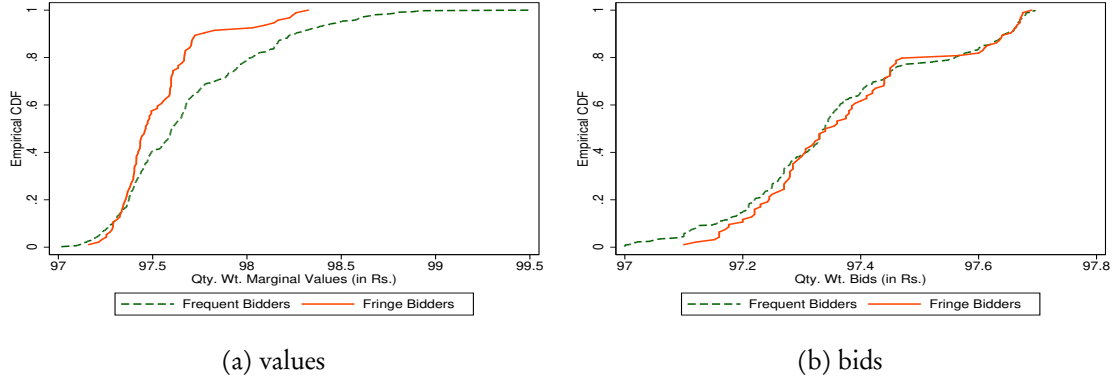 Empirical CDF
1
.8
.6
.4
.2
0
97
97.5
98
98.5
99
99.5
Qty. Wt. Marginal Values (in Rs.)
Frequent Bidders
Fringe Bidders
(a) values
Empirical CDF
1
.8
.6
.4
.2
0
97
97.2
97.4
97.6
97.8
Qty. Wt. Bids (in Rs.)
Frequent Bidders
Fringe Bidders
(b) bids